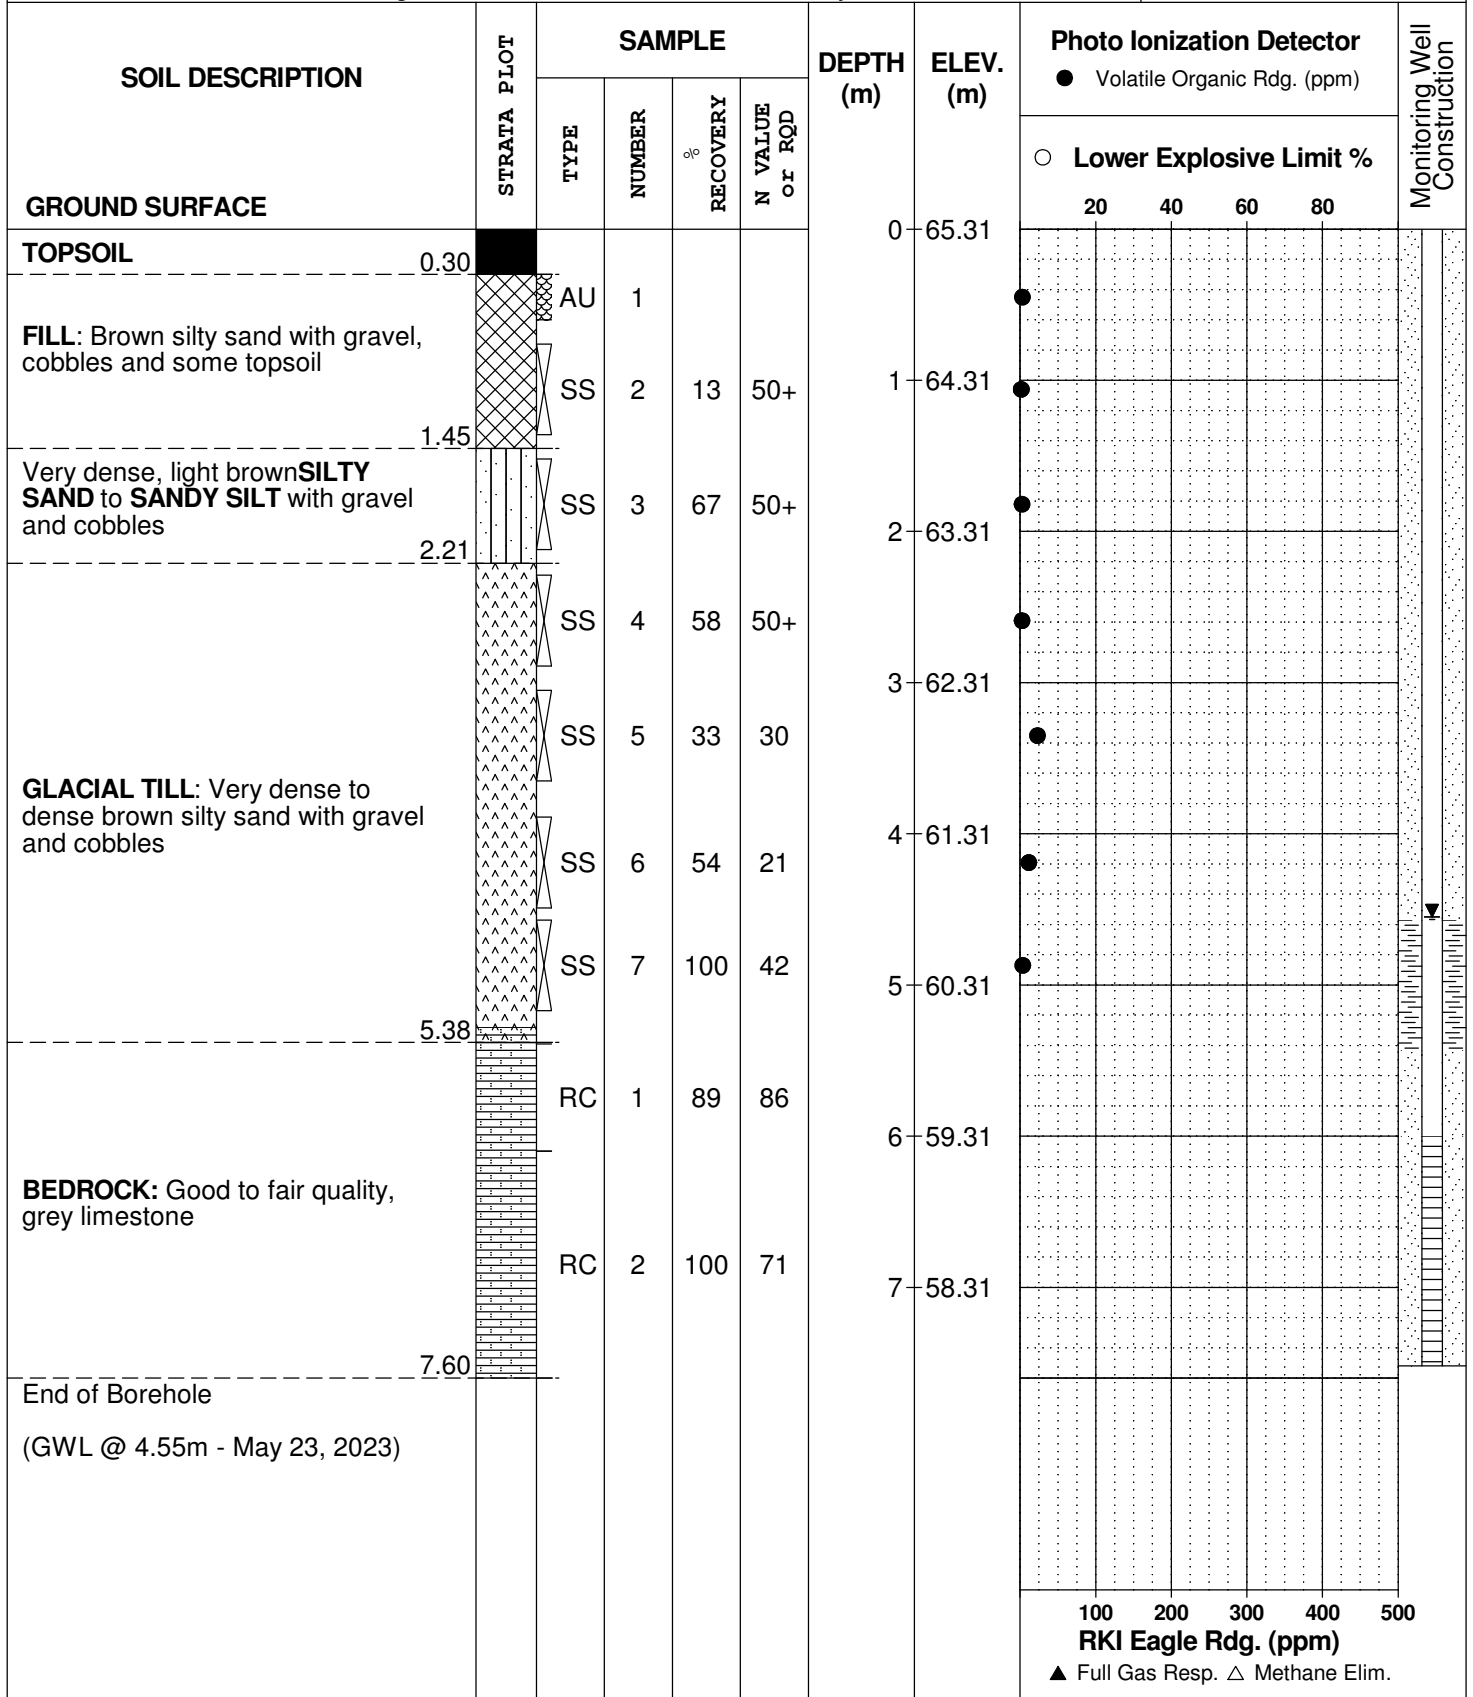 SOIL DESCRIPTION
STRATA PLOT
SAMPLE
TYPE
NUMBER
%
RECOVERY
N VALUE
or RQD
DEPTH
(m)
ELEV.
(m)
Photo Ionization Detector
● Volatile Organic Rdg. (ppm)
○ Lower Explosive Limit %
Monitoring Well
Construction
GROUND SURFACE
20 40 60 80
0 65.31
TOPSOIL
0.30
AU 1
FILL: Brown silty sand with gravel,
cobbles and some topsoil
1 64.31
SS 2 13 50+
1.45
Very dense, light brownSILTY
SAND to SANDY SILT with gravel
and cobbles
SS 3 67 50+
2 63.31
2.21
SS 4 58 50+
3 62.31
SS 5 33 30
GLACIAL TILL: Very dense to
dense brown silty sand with gravel
and cobbles
4 61.31
SS 6 54 21
SS 7 100 42
5 60.31
5.38
RC 1 89 86
6 59.31
BEDROCK: Good to fair quality,
grey limestone
RC 2 100 71
7 58.31
7.60
End of Borehole
(GWL @ 4.55m - May 23, 2023)
100 200 300 400 500
RKI Eagle Rdg. (ppm)
▲ Full Gas Resp. △ Methane Elim.